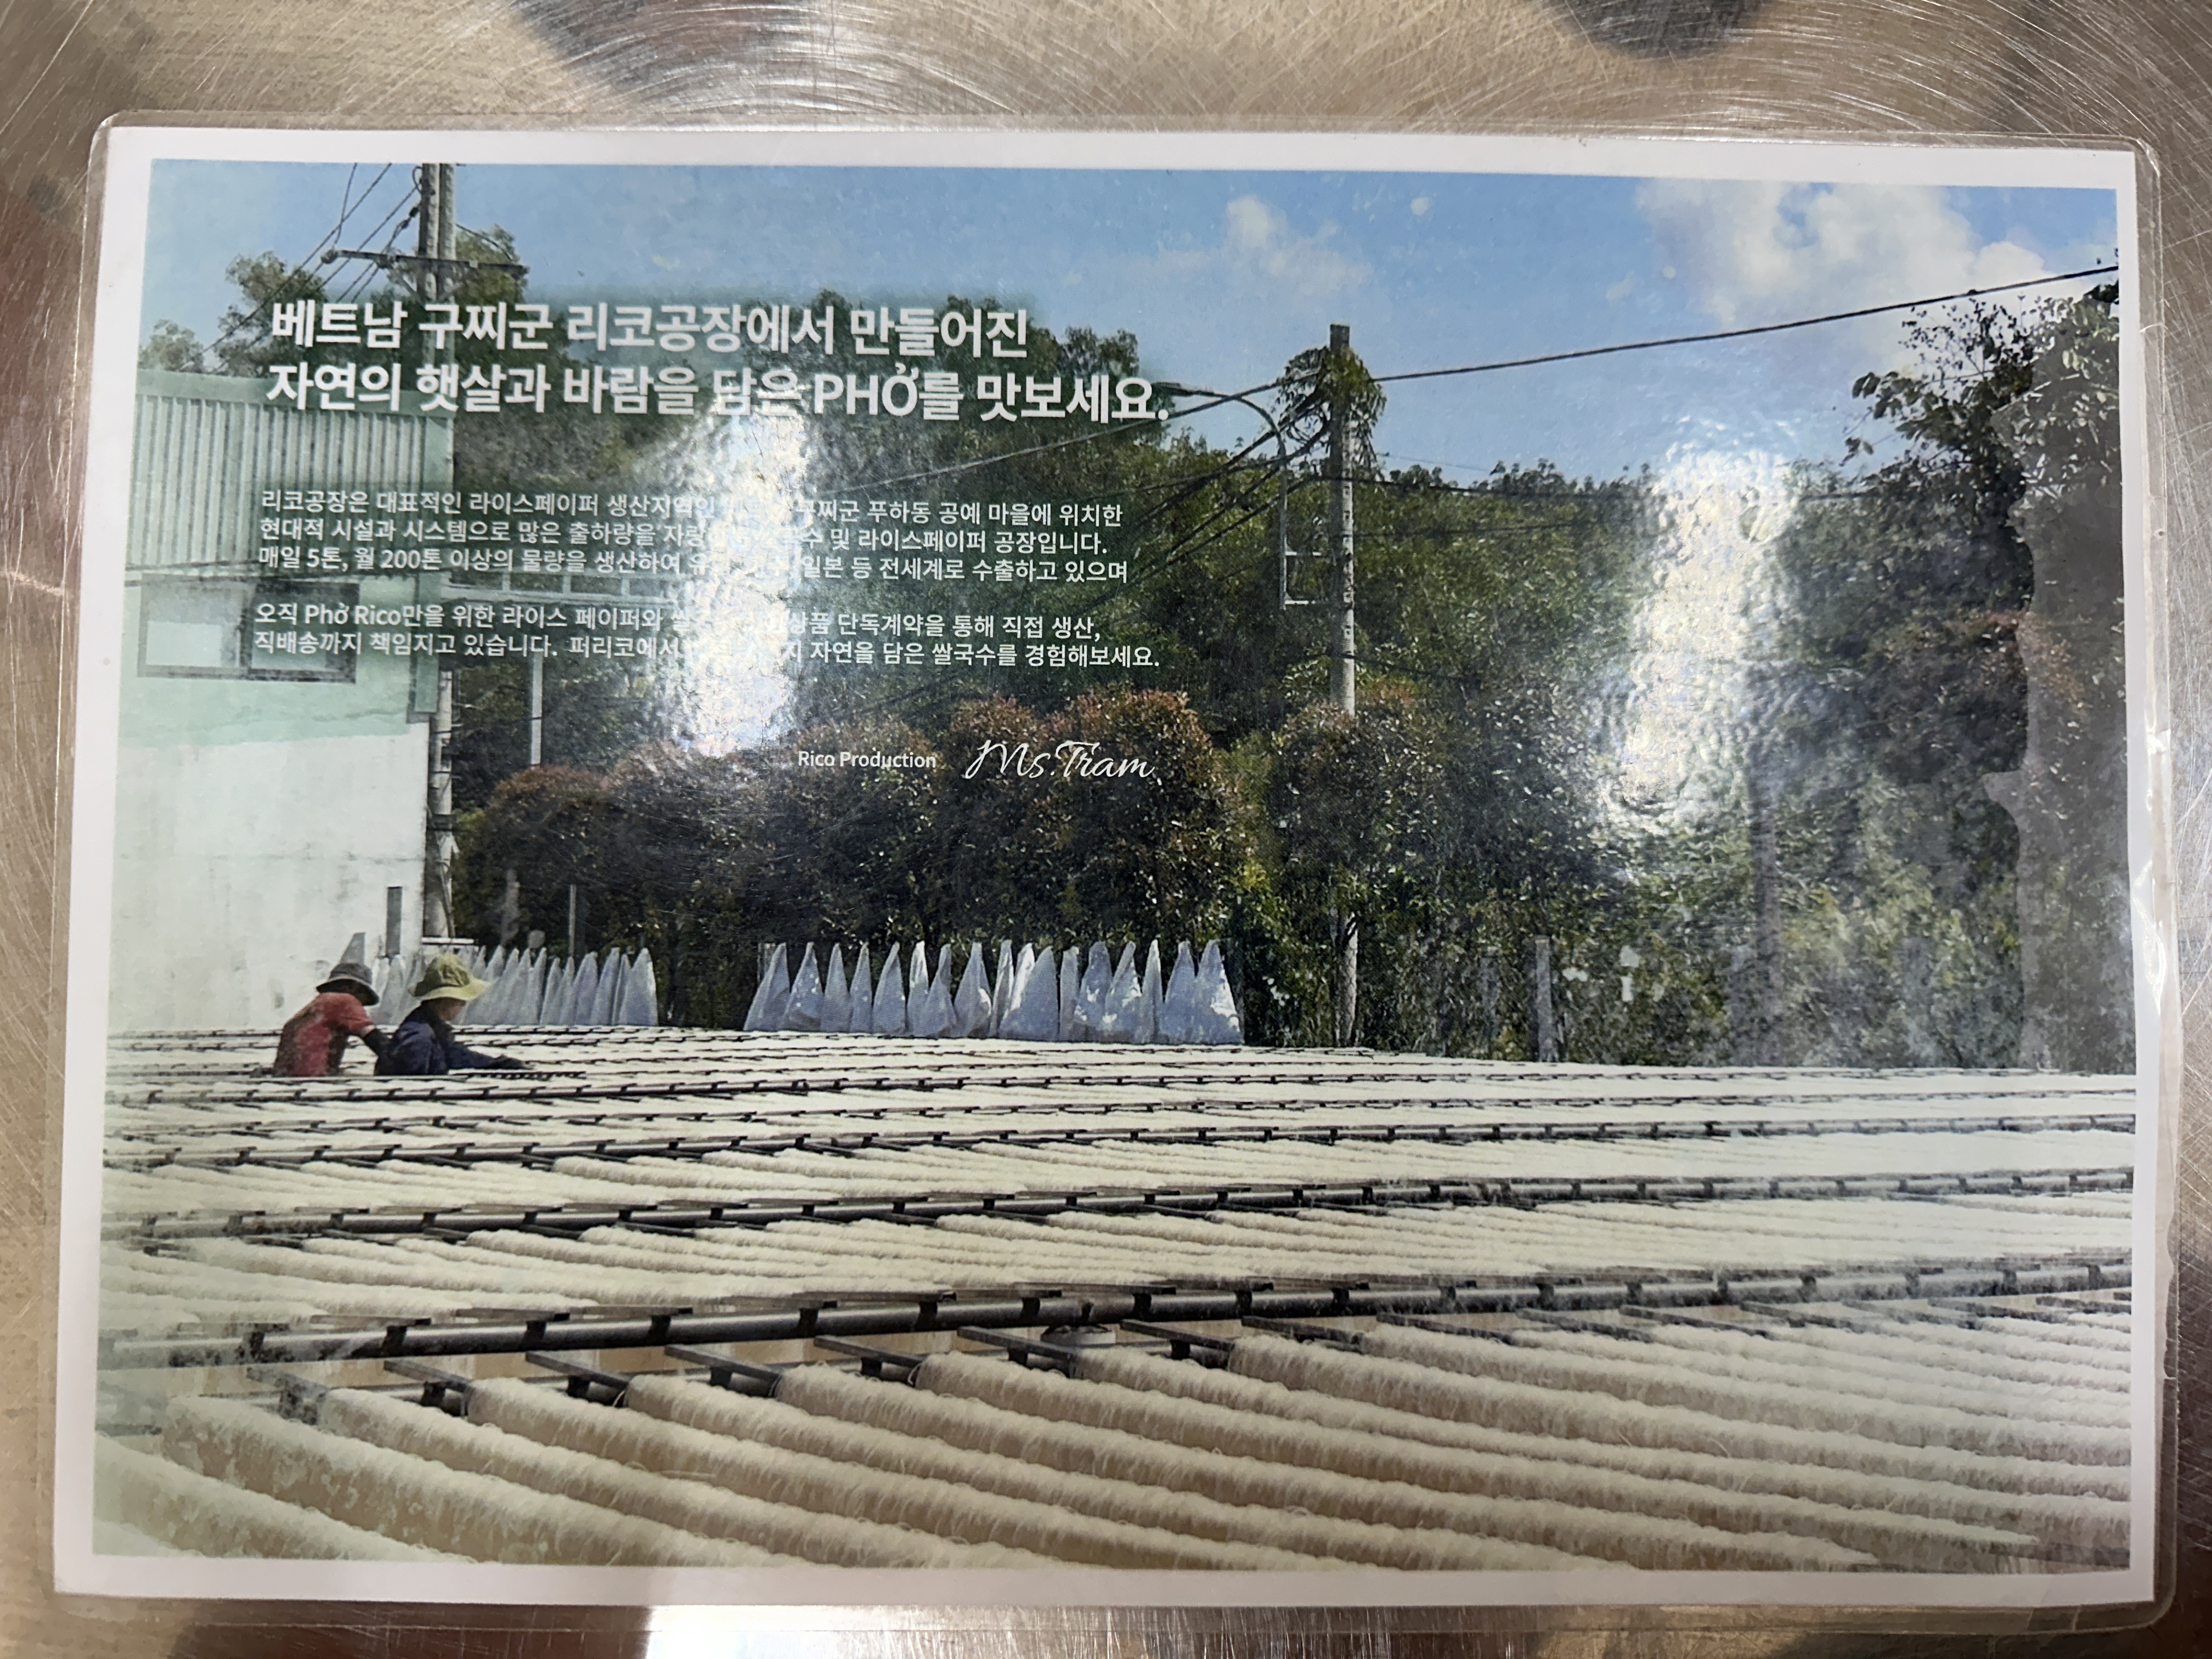 베트남 구찌군 리코공장에서 만들어진
자연의 햇살과 바람을 담은 PHỞ를 맛보세요.
리코공장은 대표적인 라이스페이퍼 생산지역인 구찌군 푸하동 공예 마을에 위치한
현대적 시설과 시스템으로 많은 출하량을 및 라이스페이퍼 공장입니다.
매일 5톤, 월 200톤 이상의 물량을 생산하여 일본 등 전세계로 수출하고 있으며
오직 Phở Rico만을 위한 라이스 페이퍼와 단독계약을 통해 직접 생산,
직배송까지 책임지고 있습니다. 퍼리코에서 자연을 담은 쌀국수를 경험해보세요.
Rico Production Ms.Tram